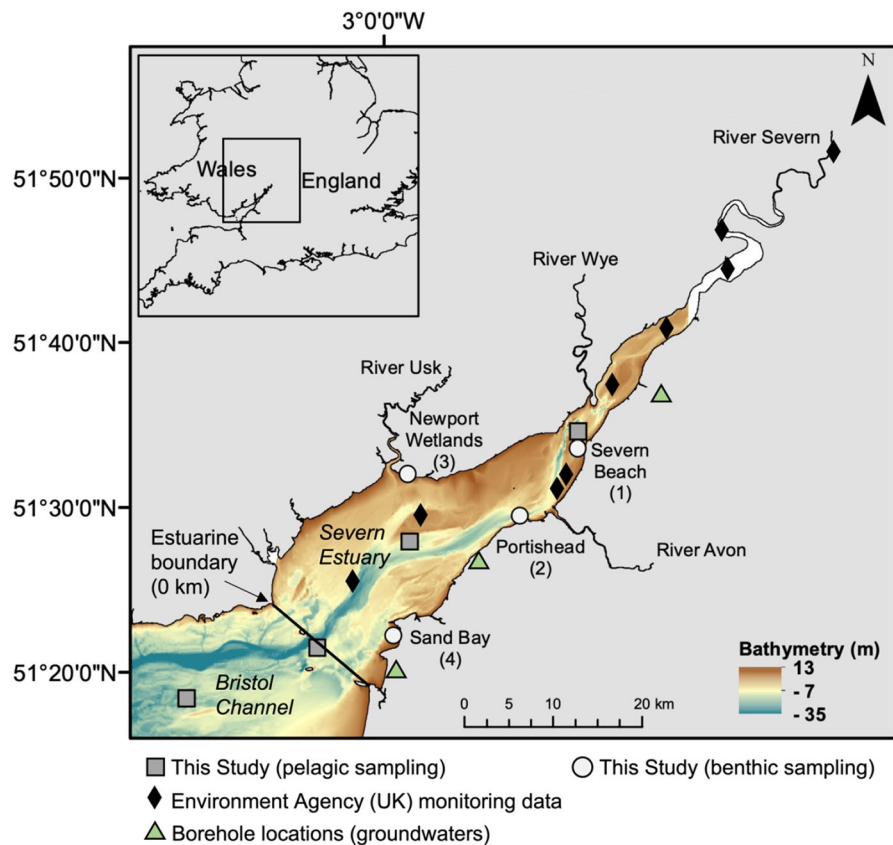 3°0'0"W
N
River Severn
Wales
England
51°50'0"N
River Wye
51°40'0"N
River Usk
Newport
Wetlands
(3)
Severn
Beach
(1)
51°30'0"N
Estuarine
boundary
(0 km)
Severn
Estuary
Portishead
(2)
River Avon
Sand Bay
(4)
51°20'0"N
Bristol
Channel
Bathymetry (m)
13
- 7
- 35
0 5 10 20 km
This Study (pelagic sampling)
This Study (benthic sampling)
Environment Agency (UK) monitoring data
Borehole locations (groundwaters)